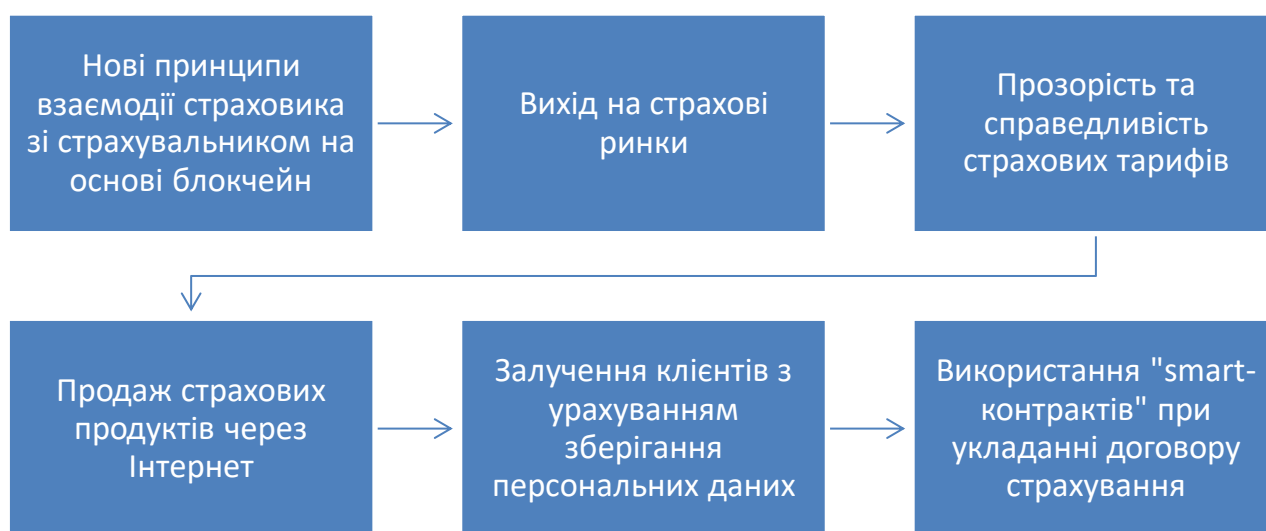 Нові принципи
взаємодії страховика
зі страхувальником на
основі блокчейн
Вихід на страхові
ринки
Прозорість та
справедливість
страхових тарифів
Продаж страхових
продуктів через
Інтернет
Залучення клієнтів з
урахуванням
зберігання
персональних даних
Використання "smart-
контрактів" при
укладанні договору
страхування